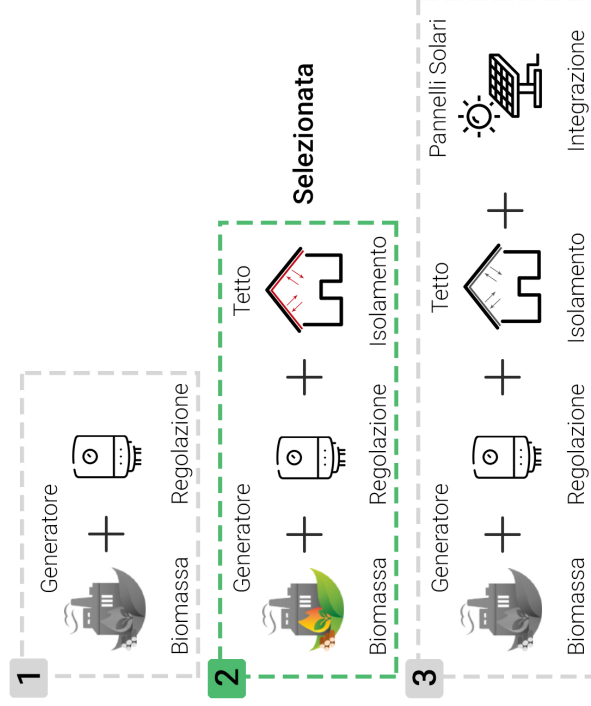 1
Generatore
Biomassa
Regolazione
2
Generatore
Tetto
Biomassa
Regolazione
Isolamento
Selezionata
3
Generatore
Tetto
Pannelli Solari
Biomassa
Regolazione
Isolamento
Integrazione